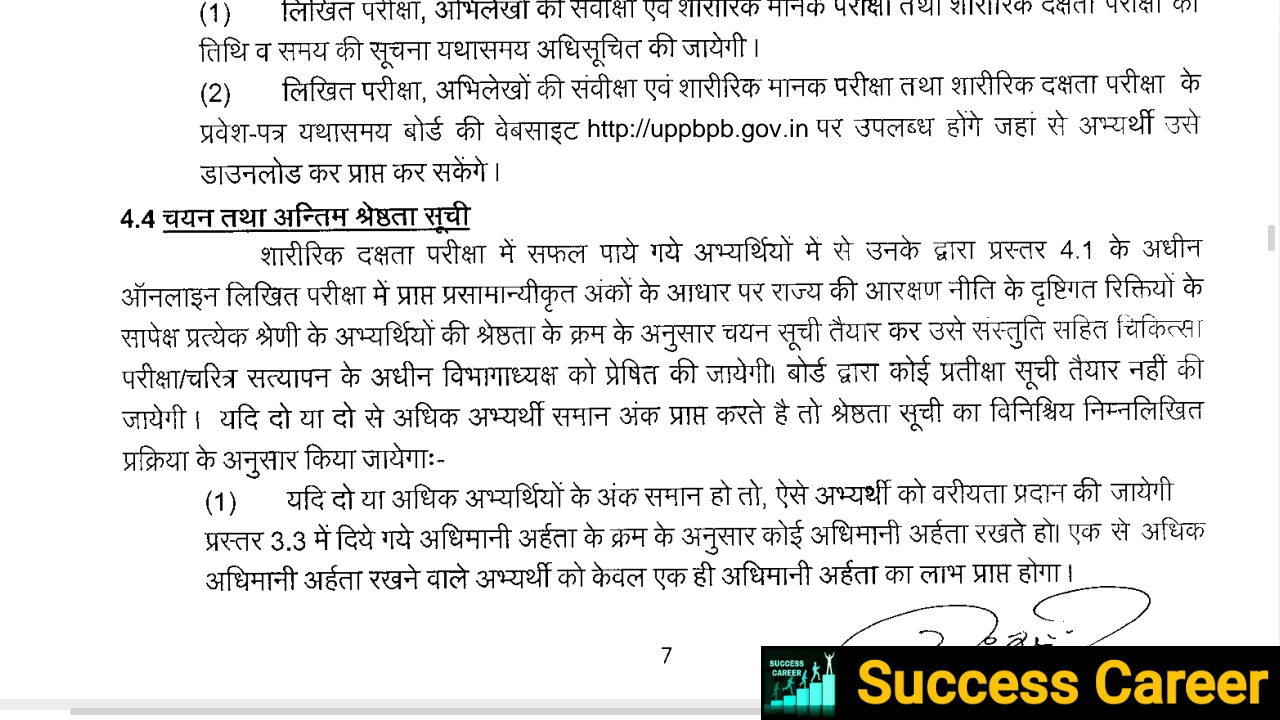 (1) लिखित परीक्षा, अभिलेखों की संवीक्षा एवं शारीरिक मानक परीक्षा तथा शारीरिक दक्षता परीक्षा की
तिथि व समय की सूचना यथासमय अधिसूचित की जायेगी।
(2) लिखित परीक्षा, अभिलेखों की संवीक्षा एवं शारीरिक मानक परीक्षा तथा शारीरिक दक्षता परीक्षा के
प्रवेश-पत्र यथासमय बोर्ड की वेबसाइट http://uppbpb.gov.in पर उपलब्ध होंगे जहां से अभ्यर्थी उसे
डाउनलोड कर प्राप्त कर सकेंगे।
4.4 चयन तथा अन्तिम श्रेष्ठता सूची
शारीरिक दक्षता परीक्षा में सफल पाये गये अभ्यर्थियों में से उनके द्वारा प्रस्तर 4.1 के अधीन
ऑनलाइन लिखित परीक्षा में प्राप्त प्रसामान्यीकृत अंकों के आधार पर राज्य की आरक्षण नीति के दृष्टिगत रिक्तियों के
सापेक्ष प्रत्येक श्रेणी के अभ्यर्थियों की श्रेष्ठता के क्रम के अनुसार चयन सूची तैयार कर उसे संस्तुति सहित चिकित्सा
परीक्षा/चरित्र सत्यापन के अधीन विभागाध्यक्ष को प्रेषित की जायेगी। बोर्ड द्वारा कोई प्रतीक्षा सूची तैयार नहीं की
जायेगी। यदि दो या दो से अधिक अभ्यर्थी समान अंक प्राप्त करते है तो श्रेष्ठता सूची का विनिश्चिय निम्नलिखित
प्रक्रिया के अनुसार किया जायेगाः-
(1) यदि दो या अधिक अभ्यर्थियों के अंक समान हो तो, ऐसे अभ्यर्थी को वरीयता प्रदान की जायेगी
प्रस्तर 3.3 में दिये गये अधिमानी अर्हता के क्रम के अनुसार कोई अधिमानी अर्हता रखते हो। एक से अधिक
अधिमानी अर्हता रखने वाले अभ्यर्थी को केवल एक ही अधिमानी अर्हता का लाभ प्राप्त होगा।
7
SUCCESS
CAREER
Success Career